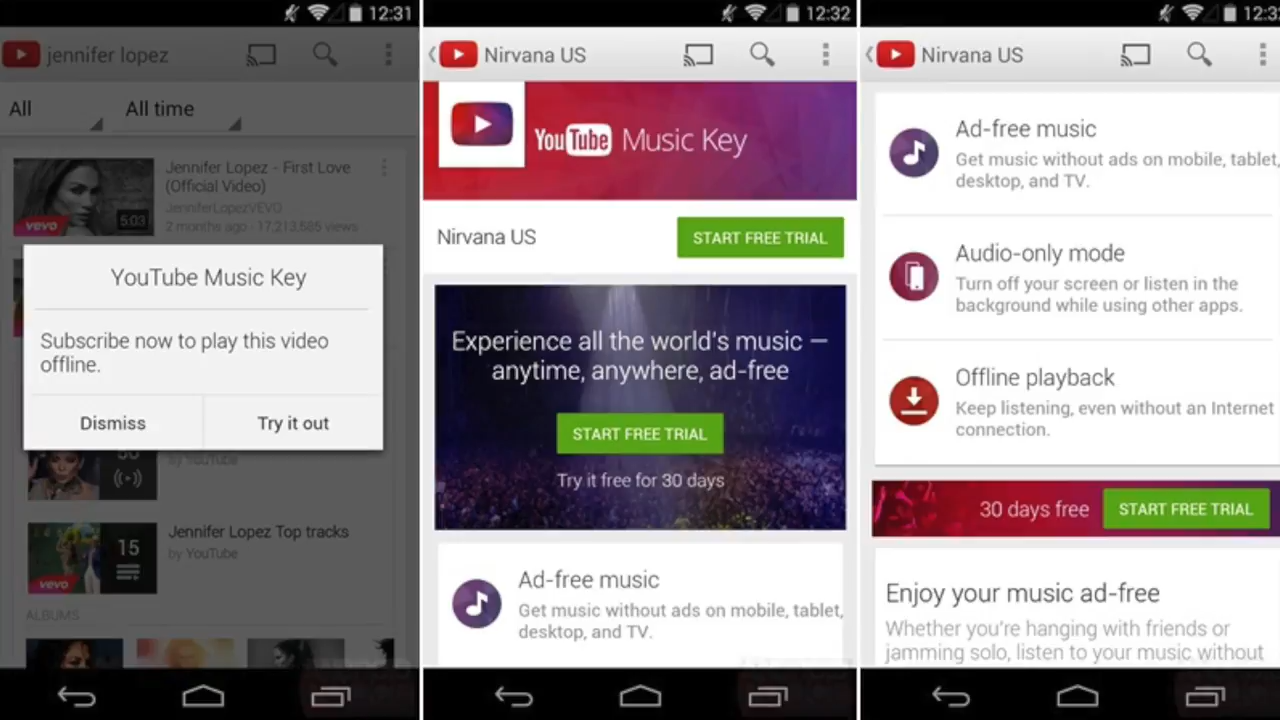 12:31
jennifer lopez
All
All time
Jennifer Lopez - First Love
(Official Video)
JenniferLopezVEVO
2 months ago · 17,213,585 views
vevo
5:03
YouTube Music Key
Subscribe now to play this video
offline.
Dismiss
Try it out
by YouTube
Jennifer Lopez Top tracks
by YouTube
15
vevo
ALBUMS
12:32
Nirvana US
YouTube Music Key
Nirvana US
START FREE TRIAL
Experience all the world's music —
anytime, anywhere, ad-free
START FREE TRIAL
Try it free for 30 days
Ad-free music
Get music without ads on mobile, tablet,
desktop, and TV.
Nirvana US
Ad-free music
Get music without ads on mobile, tablet,
desktop, and TV.
Audio-only mode
Turn off your screen or listen in the
background while using other apps.
Offline playback
Keep listening, even without an Internet
connection.
30 days free
START FREE TRIAL
Enjoy your music ad-free
Whether you're hanging with friends or
jamming solo, listen to your music without